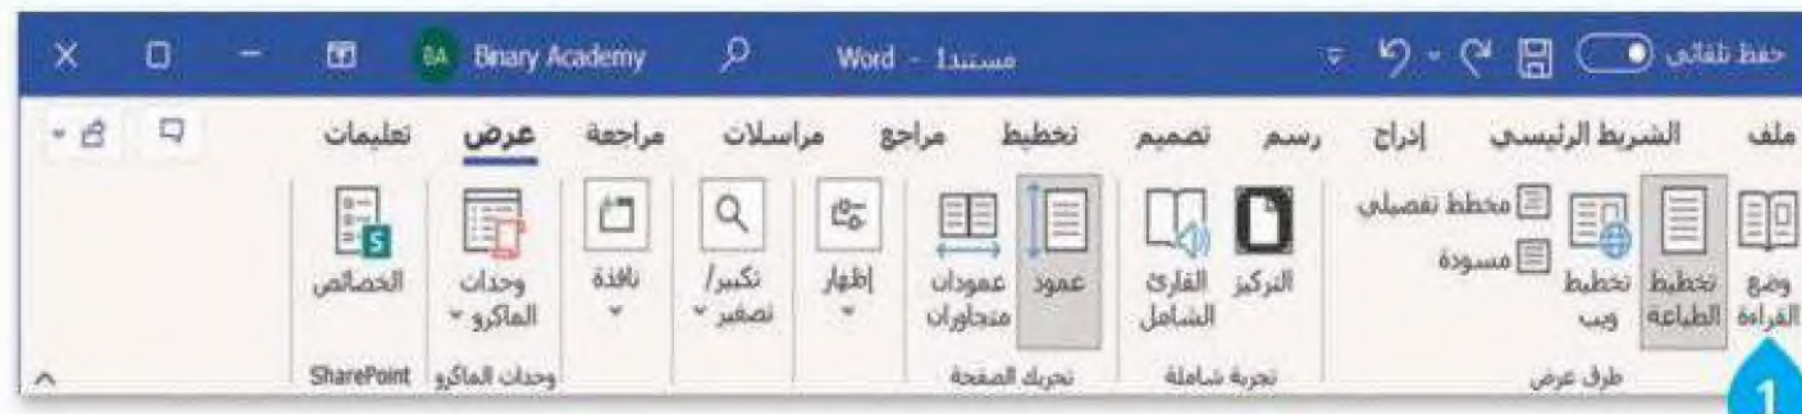 حفظ تلقائي
مستند1 - Word
Binary Academy
BA
ملف الشريط الرئيسي إدراج رسم تصميم تخطيط مراجع مراسلات مراجعة عرض تعليمات
وضع القراءة
تخطيط الطباعة
تخطيط ويب
مخطط تفصيلي
مسودة
طرق عرض
التركيز
القارئ الشامل
تجربة شاملة
عمود
عمودان متجاوران
تحريك الصفحة
إظهار
تكبير/ تصغير
نافذة
وحدات الماكرو
وحدات الماكرو
الخصائص
SharePoint
1